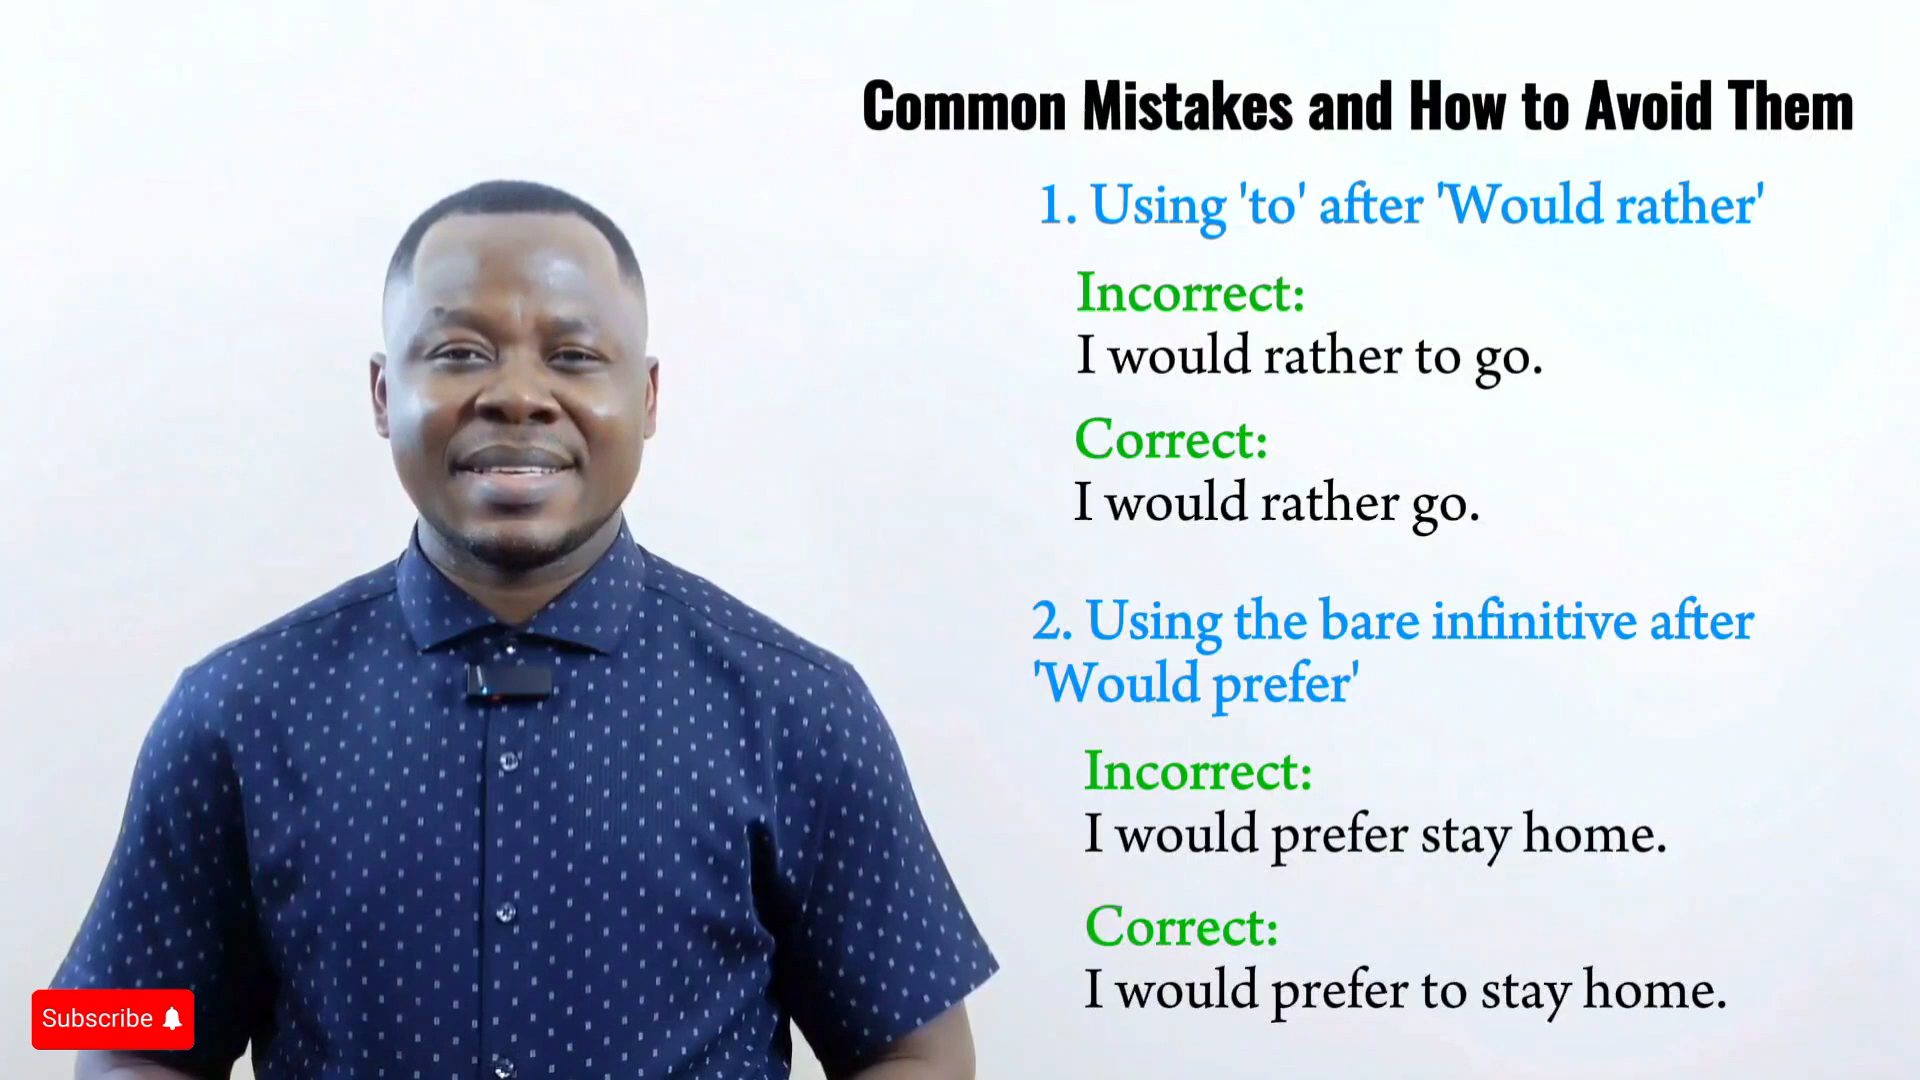 Common Mistakes and How to Avoid Them
1. Using 'to' after 'Would rather'
Incorrect:
I would rather to go.
Correct:
I would rather go.
2. Using the bare infinitive after
'Would prefer'
Incorrect:
I would prefer stay home.
Correct:
I would prefer to stay home.
Subscribe